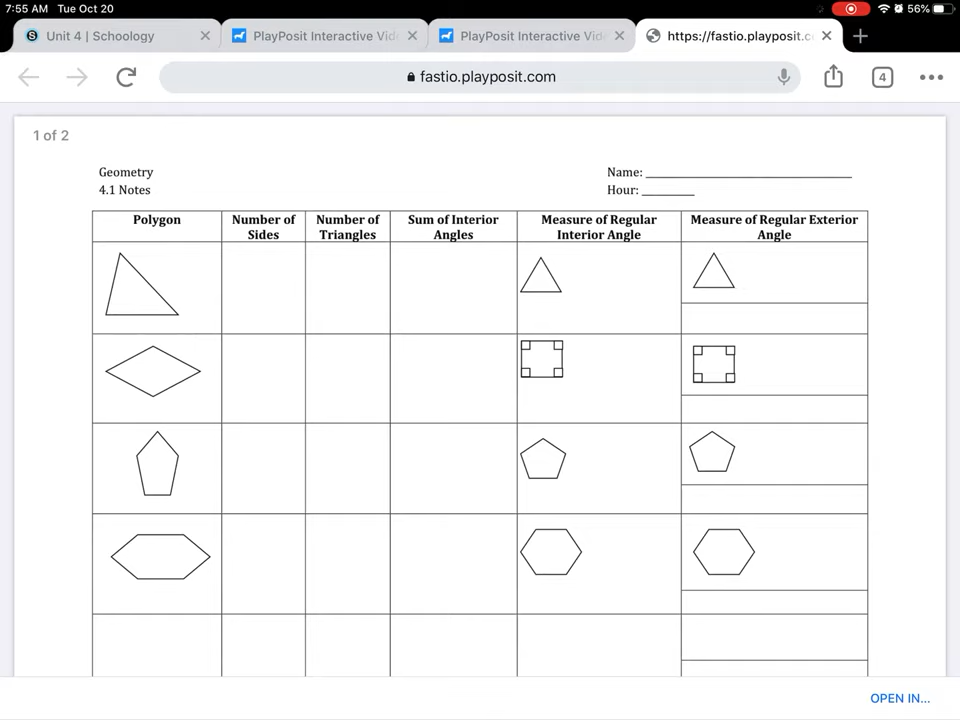 7:55 AM Tue Oct 20
56%
Unit 4 | Schoology
PlayPosit Interactive Vide
PlayPosit Interactive Vide
https://fastio.playposit.c
fastio.playposit.com
4
1 of 2
Geometry
Name:
4.1 Notes
Hour:
Polygon
Number of
Sides
Number of
Triangles
Sum of Interior
Angles
Measure of Regular
Interior Angle
Measure of Regular Exterior
Angle
OPEN IN...